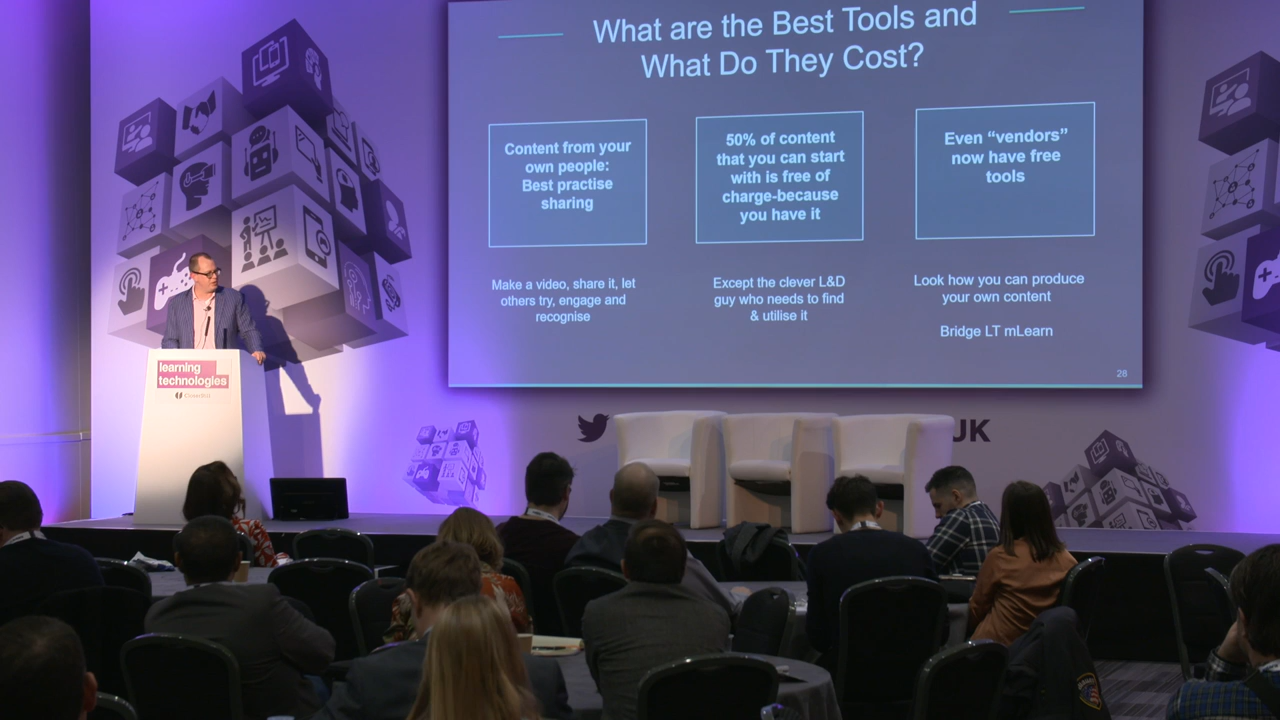 What are the Best Tools and
What Do They Cost?
Content from your
own people:
Best practise
sharing
50% of content
that you can start
with is free of
charge-because
you have it
Even “vendors”
now have free
tools
Make a video, share it, let
others try, engage and
recognise
Except the clever L&D
guy who needs to find
& utilise it
Look how you can produce
your own content
Bridge LT mLearn
28
learning
technologies
UK